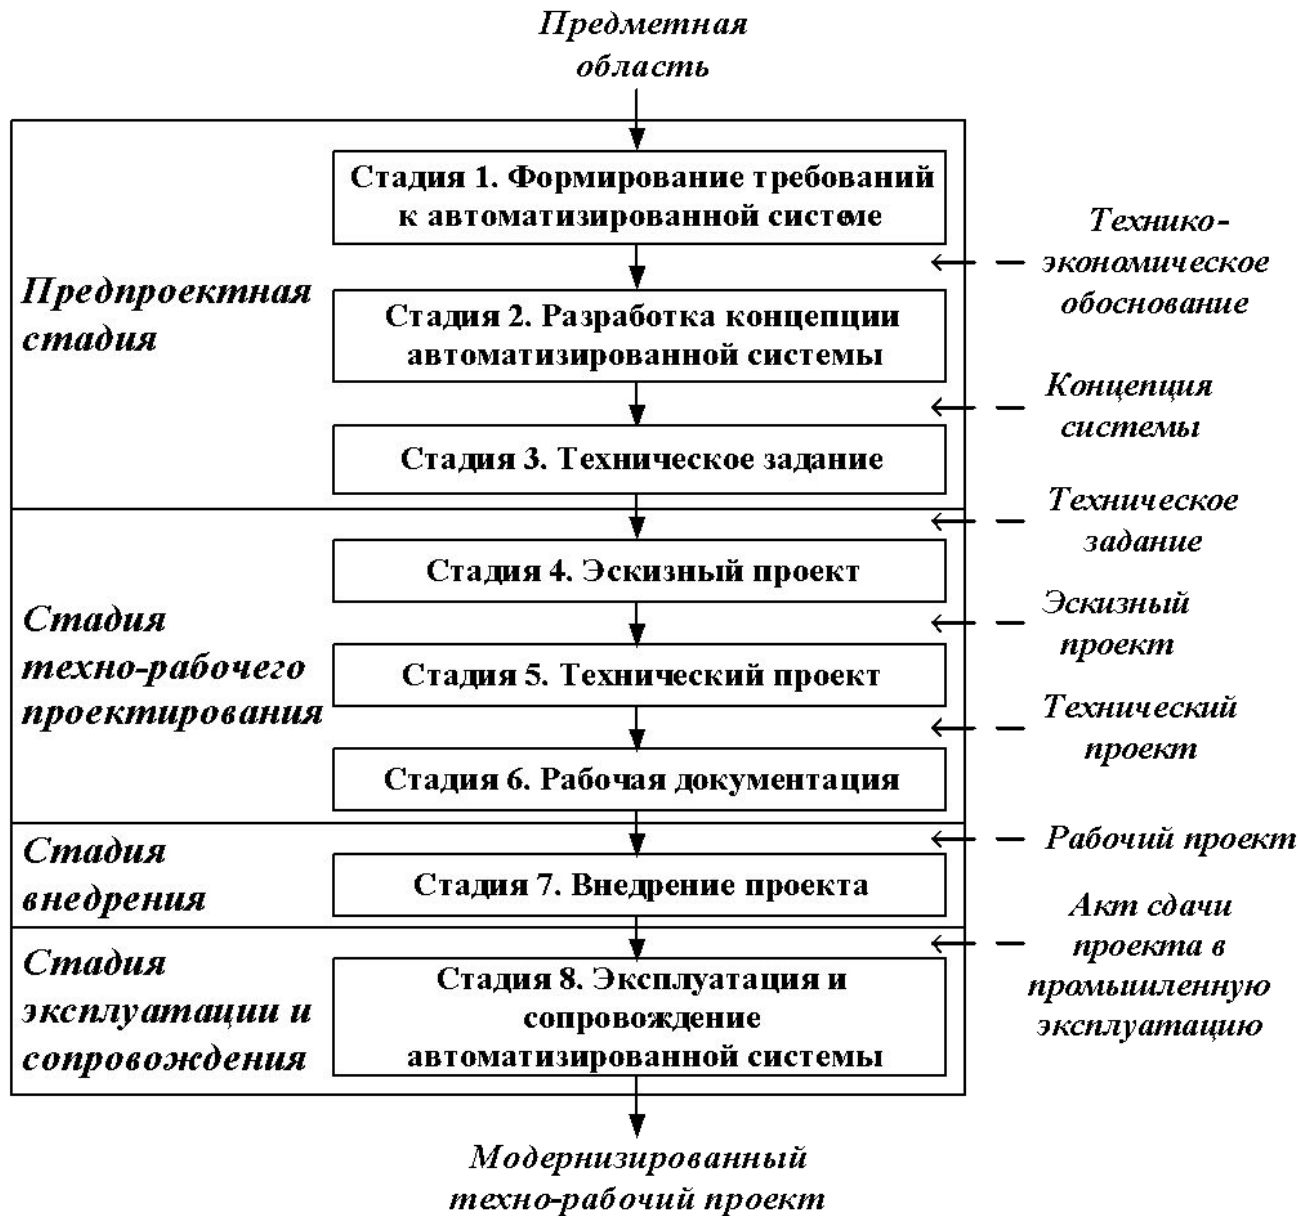 Предметная
область
Предпроектная
стадия
Стадия 1. Формирование требований
к автоматизированной системе
Технико-
экономическое
обоснование
Стадия 2. Разработка концепции
автоматизированной системы
Концепция
системы
Стадия 3. Техническое задание
Техническое
задание
Стадия
техно-рабочего
проектирования
Стадия 4. Эскизный проект
Эскизный
проект
Стадия 5. Технический проект
Технический
проект
Стадия 6. Рабочая документация
Рабочий проект
Стадия
внедрения
Стадия 7. Внедрение проекта
Акт сдачи
проекта в
промышленную
эксплуатацию
Стадия
эксплуатации и
сопровождения
Стадия 8. Эксплуатация и
сопровождение
автоматизированной системы
Модернизированный
техно-рабочий проект